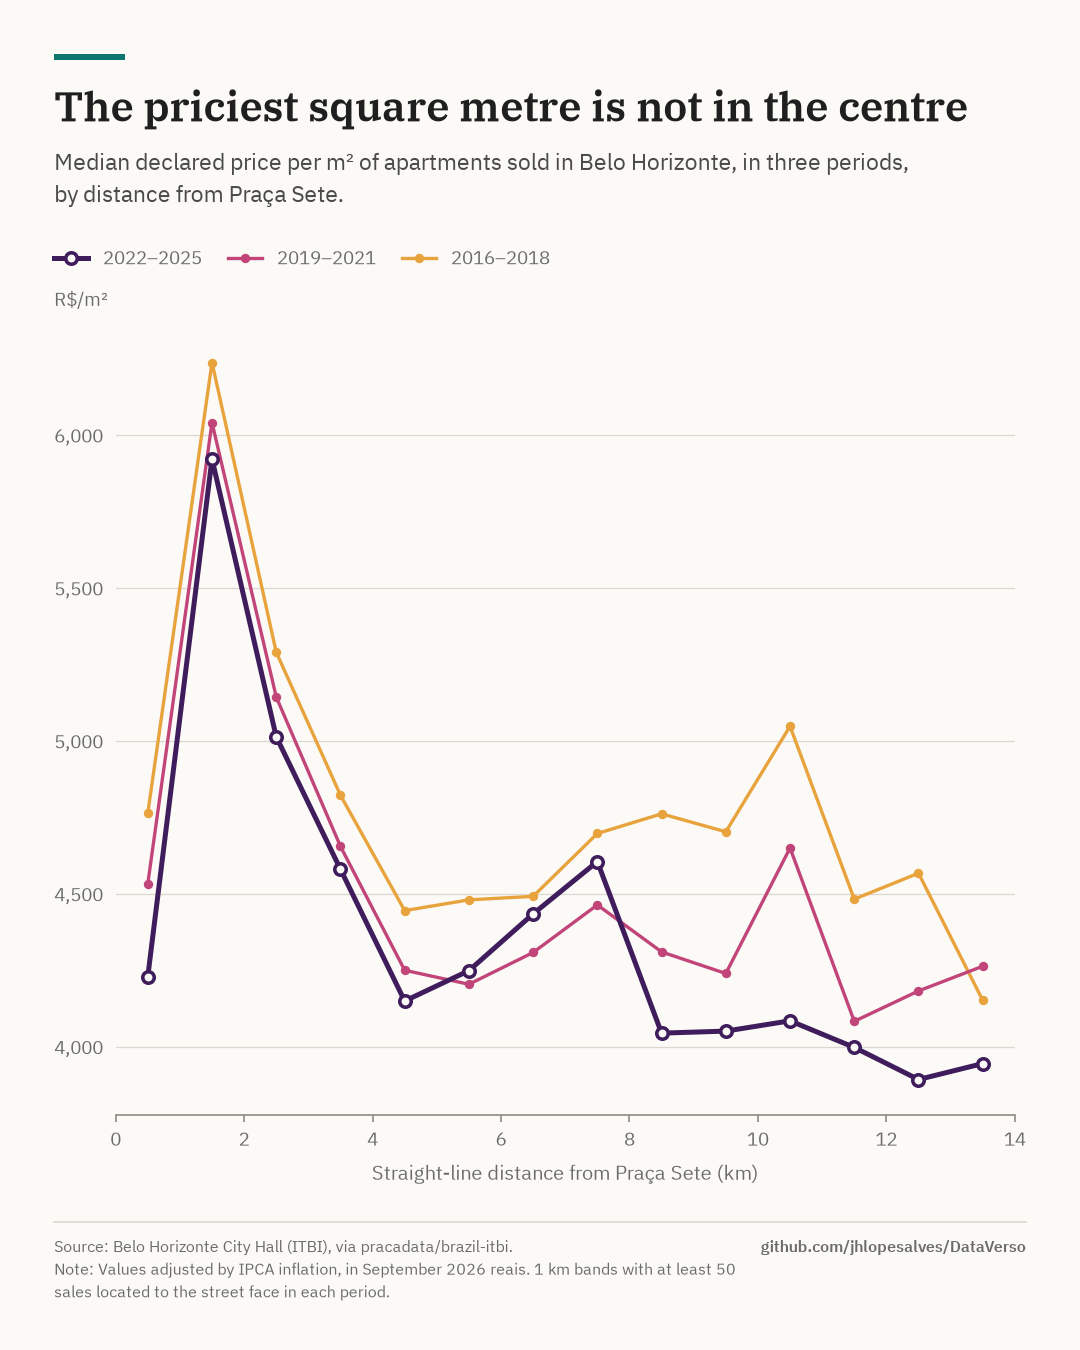 The priciest square metre is not in the centre
Median declared price per m² of apartments sold in Belo Horizonte, in three periods,
by distance from Praça Sete.
2022–2025 2019–2021 2016–2018
R$/m²
6,000
5,500
5,000
4,500
4,000
0 2 4 6 8 10 12 14
Straight-line distance from Praça Sete (km)
Source: Belo Horizonte City Hall (ITBI), via pracadata/brazil-itbi. github.com/jhlopesalves/DataVerso
Note: Values adjusted by IPCA inflation, in September 2026 reais. 1 km bands with at least 50
sales located to the street face in each period.